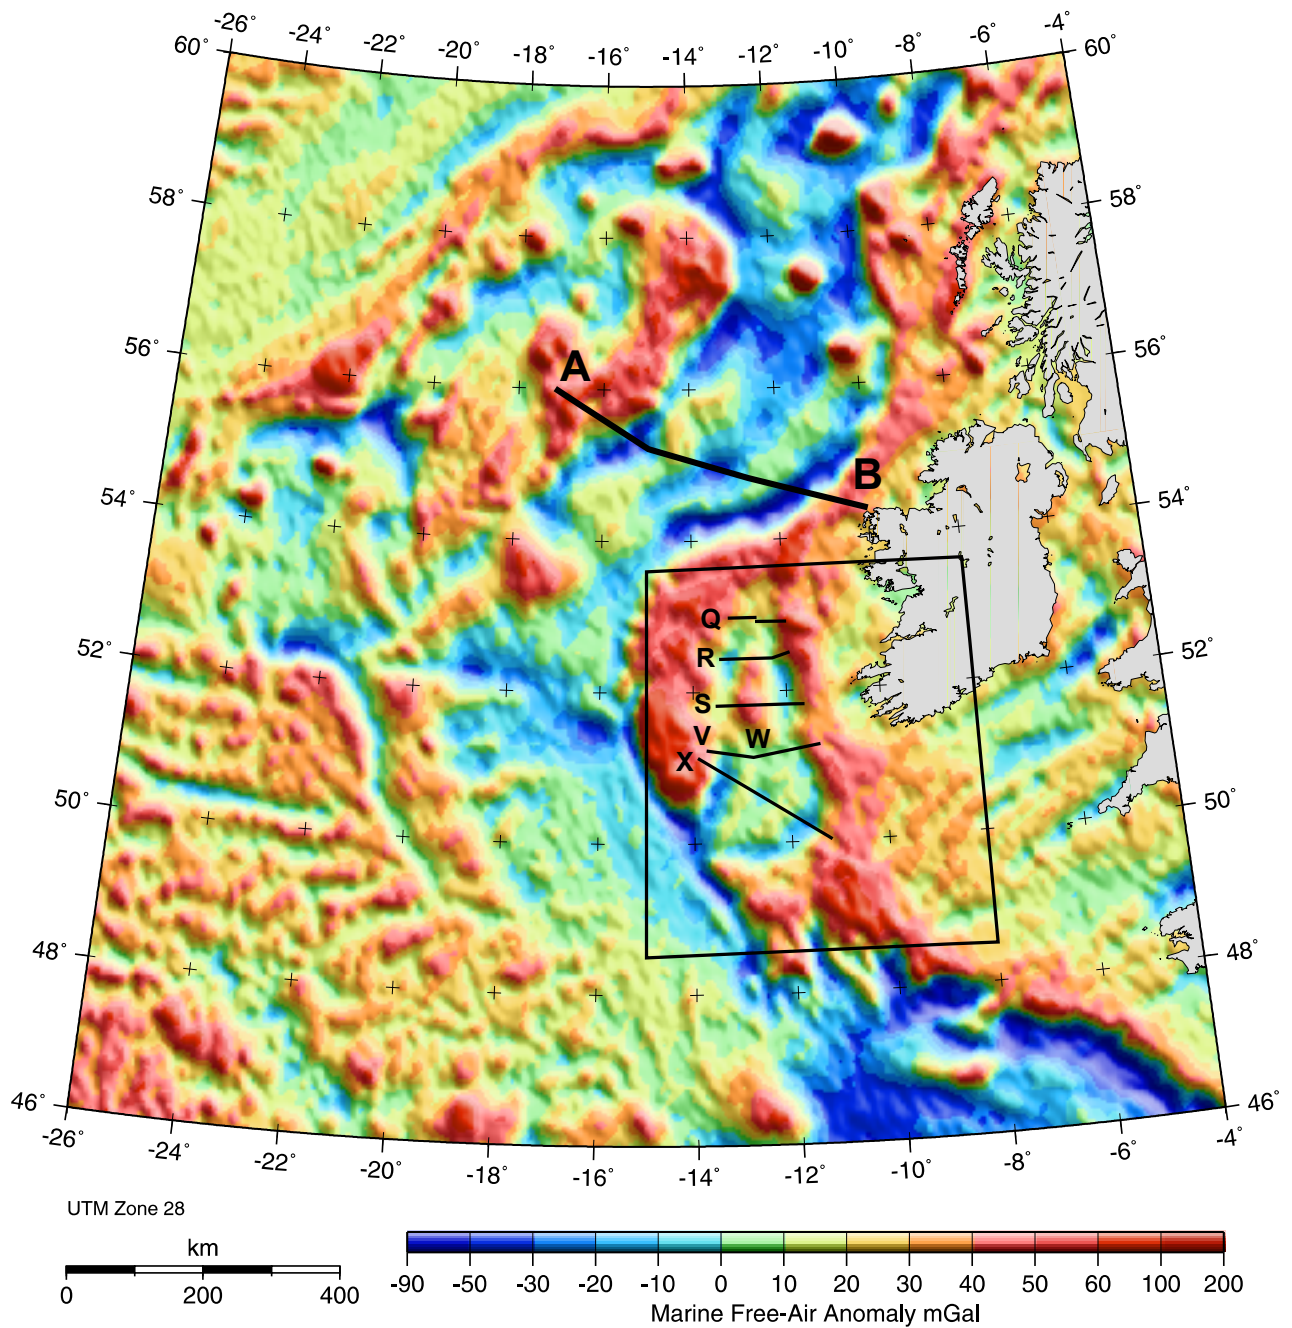 -26° -24° -22° -20° -18° -16° -14° -12° -10° -8° -6° -4°
60° 60°
58° 58°
56° 56°
A
B
54° 54°
Q
52° 52°
R
S
V W
X
50° 50°
48° 48°
46° 46°
-26° -24° -22° -20° -18° -16° -14° -12° -10° -8° -6° -4°
UTM Zone 28
km
0 200 400
-90 -50 -30 -20 -10 0 10 20 30 40 50 60 100 200
Marine Free-Air Anomaly mGal